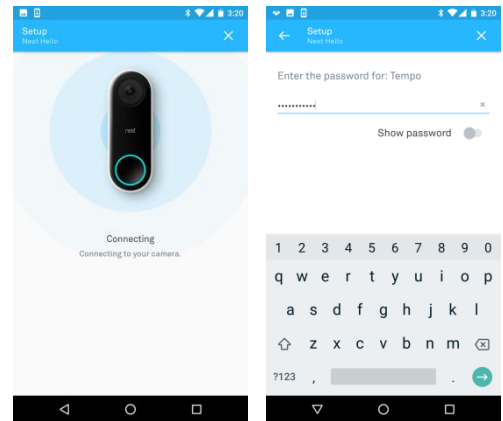 3:20
Setup
Nest Hello
nest
Connecting
Connecting to your camera.
3:20
Setup
Nest Hello
Enter the password for: Tempo
•••••••••••
Show password
1 2 3 4 5 6 7 8 9 0
q w e r t y u i o p
a s d f g h j k l
z x c v b n m
?123 , .